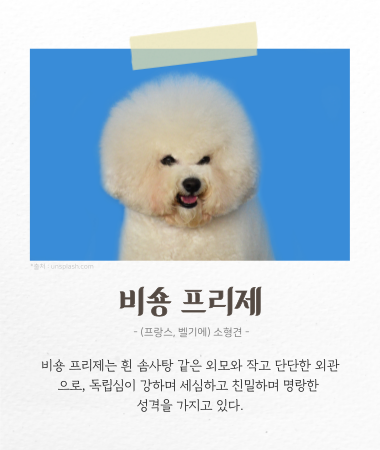 *출처 : unsplash.com
비숑 프리제
- (프랑스, 벨기에) 소형견 -
비숑 프리제는 흰 솜사탕 같은 외모와 작고 단단한 외관
으로, 독립심이 강하며 세심하고 친밀하며 명랑한
성격을 가지고 있다.